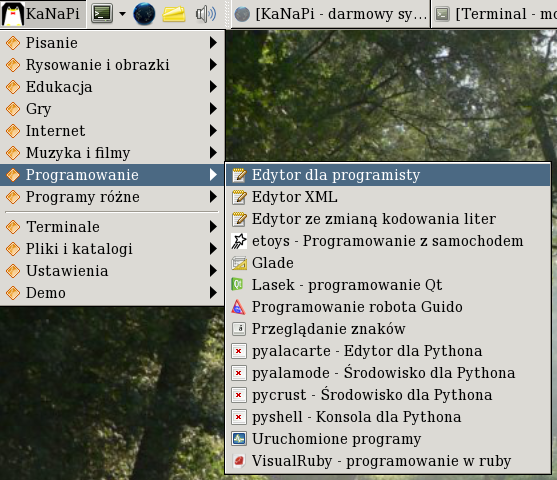 KaNaPi
[KaNaPi - darmowy sy...
[Terminal - mo
Pisanie
Rysowanie i obrazki
Edukacja
Gry
Internet
Muzyka i filmy
Programowanie
Programy różne
Terminale
Pliki i katalogi
Ustawienia
Demo
Edytor dla programisty
Edytor XML
Edytor ze zmianą kodowania liter
etoys - Programowanie z samochodem
Glade
Lasek - programowanie Qt
Programowanie robota Guido
Przeglądanie znaków
pyalacarte - Edytor dla Pythona
pyalamode - Środowisko dla Pythona
pycrust - Środowisko dla Pythona
pyshell - Konsola dla Pythona
Uruchomione programy
VisualRuby - programowanie w ruby